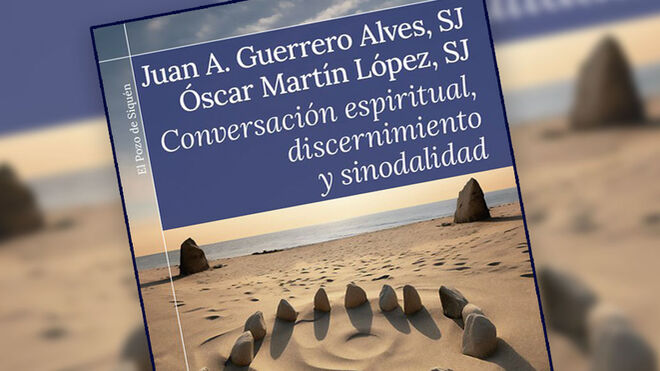 Juan A. Guerrero Alves, SJ
Óscar Martín López, SJ
Conversación espiritual,
discernimiento
y sinodalidad
El Pozo de Siquén